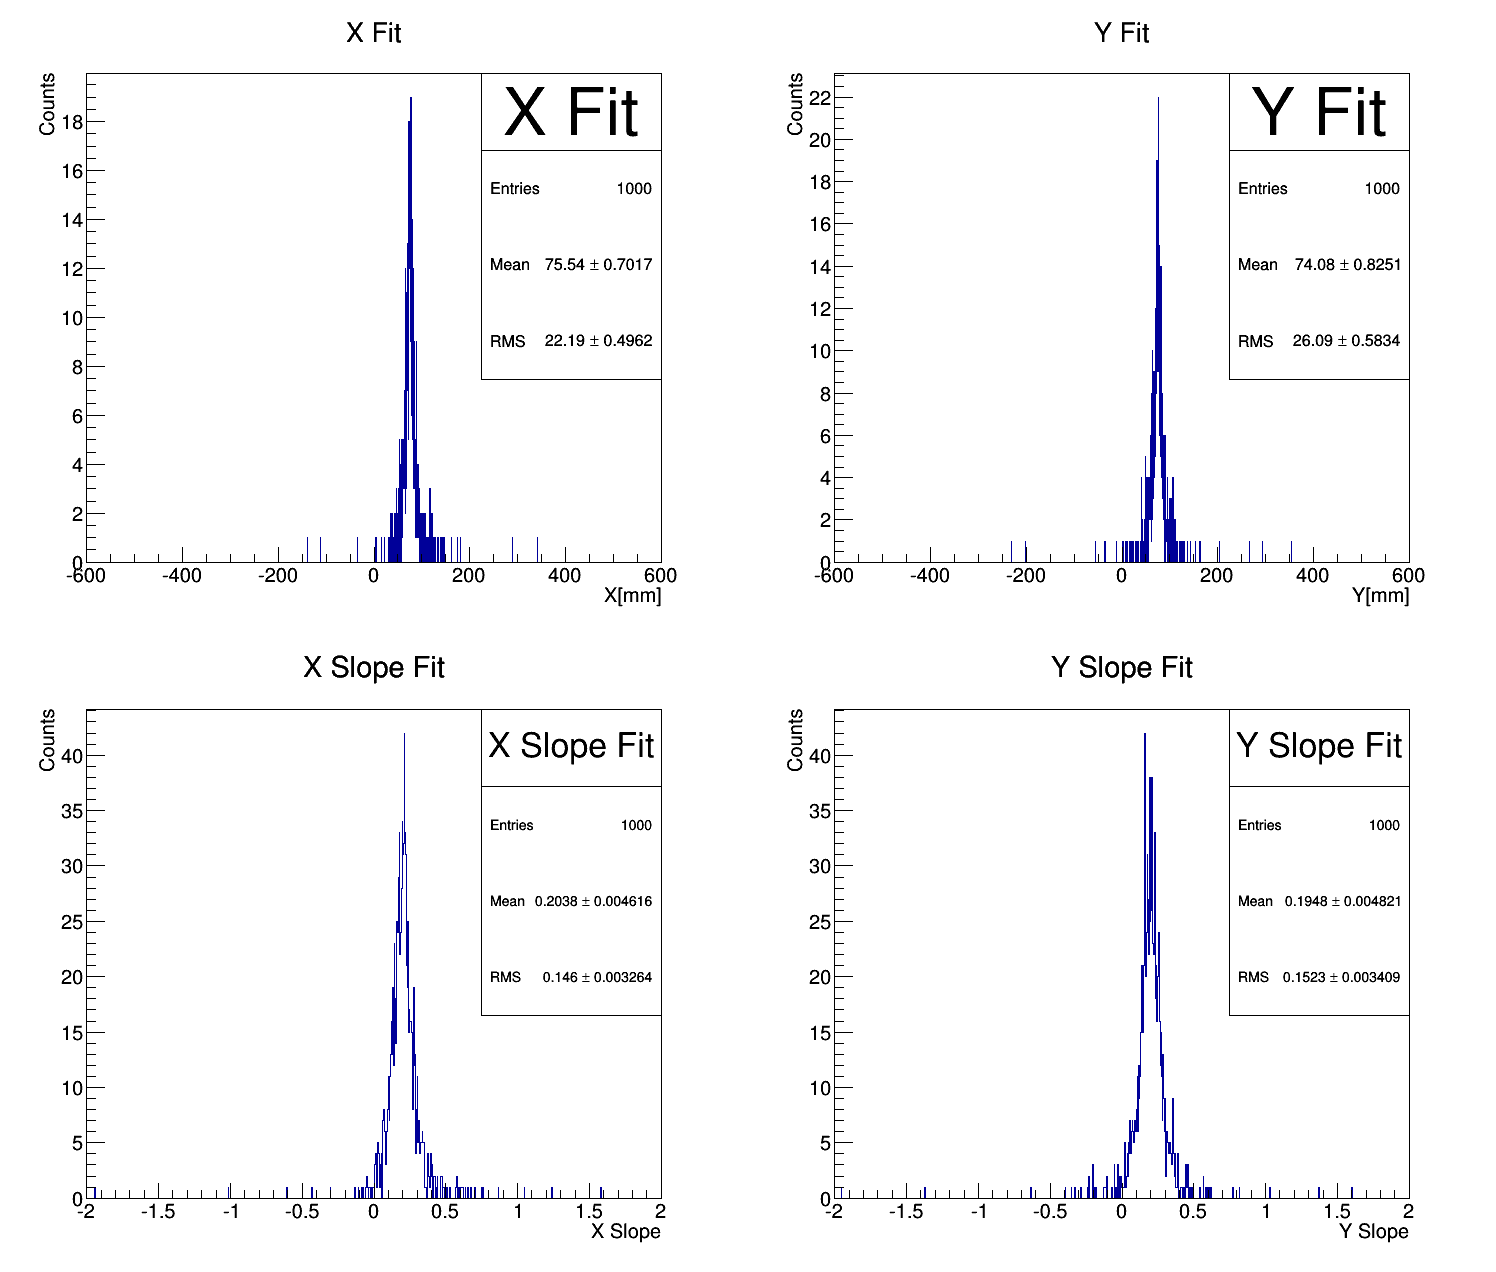 X Fit
Counts
18
16
14
12
10
8
6
4
2
0
-600 -400 -200 0 200 400 600
X[mm]
X Fit
Entries 1000
Mean 75.54 ± 0.7017
RMS 22.19 ± 0.4962
Y Fit
Counts
22
20
18
16
14
12
10
8
6
4
2
0
-600 -400 -200 0 200 400 600
Y[mm]
Y Fit
Entries 1000
Mean 74.08 ± 0.8251
RMS 26.09 ± 0.5834
X Slope Fit
Counts
40
35
30
25
20
15
10
5
0
-2 -1.5 -1 -0.5 0 0.5 1 1.5 2
X Slope
X Slope Fit
Entries 1000
Mean 0.2038 ± 0.004616
RMS 0.146 ± 0.003264
Y Slope Fit
Counts
40
35
30
25
20
15
10
5
0
-2 -1.5 -1 -0.5 0 0.5 1 1.5 2
Y Slope
Y Slope Fit
Entries 1000
Mean 0.1948 ± 0.004821
RMS 0.1523 ± 0.003409